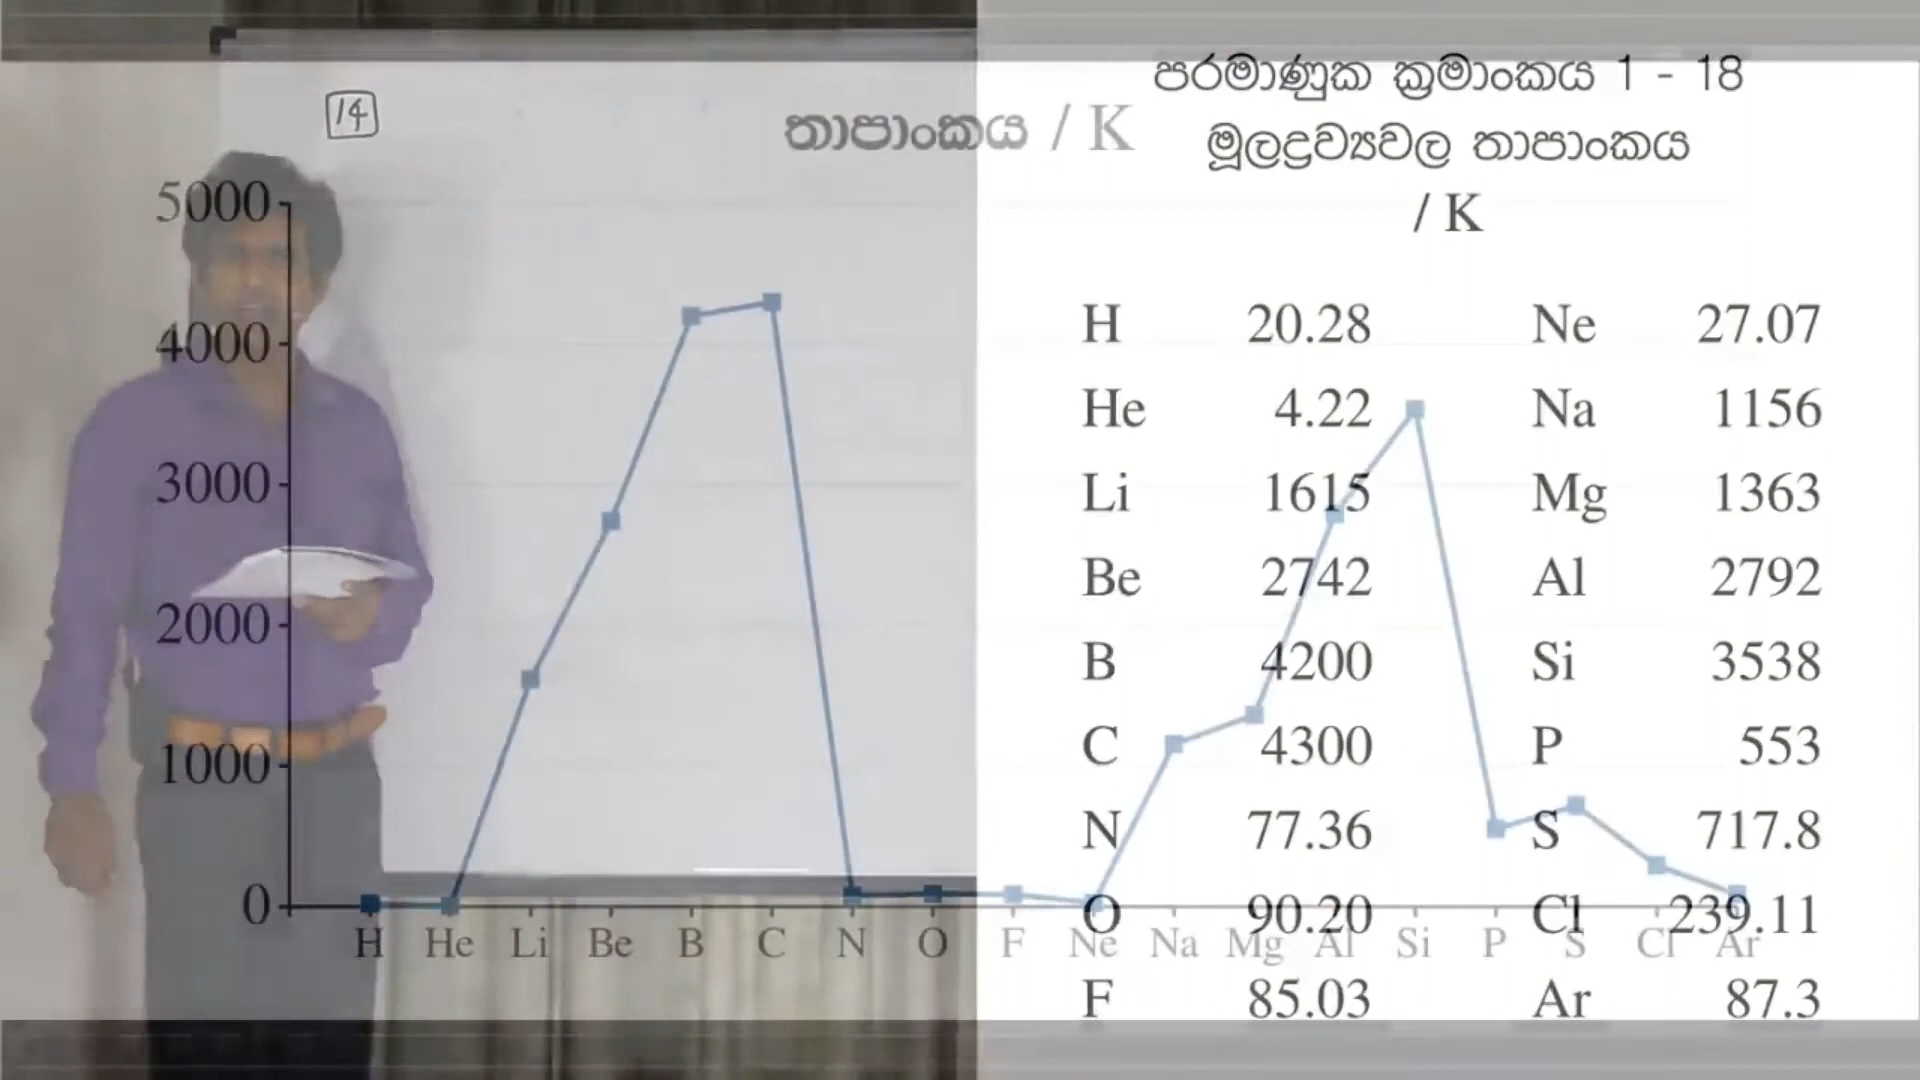 14
තාපාංකය / K
5000
4000
3000
2000
1000
0
H He Li Be B C N O F Ne Na Mg Al Si P S Cl Ar
පරමාණුක ක්‍රමාංකය 1 - 18
මූලද්‍රව්‍යවල තාපාංකය
/ K
H 20.28 Ne 27.07
He 4.22 Na 1156
Li 1615 Mg 1363
Be 2742 Al 2792
B 4200 Si 3538
C 4300 P 553
N 77.36 S 717.8
O 90.20 Cl 239.11
F 85.03 Ar 87.3